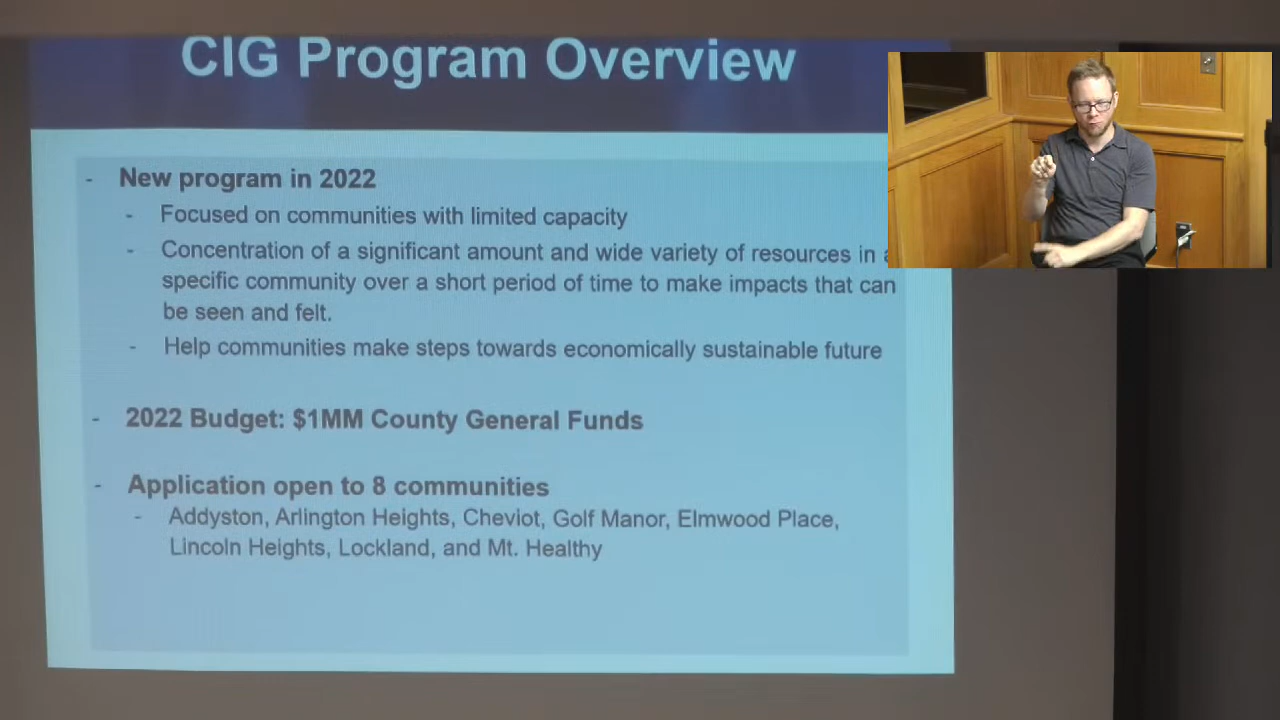 CIG Program Overview
- New program in 2022
- Focused on communities with limited capacity
- Concentration of a significant amount and wide variety of resources in
specific community over a short period of time to make impacts that can
be seen and felt.
- Help communities make steps towards economically sustainable future
- 2022 Budget: $1MM County General Funds
- Application open to 8 communities
- Addyston, Arlington Heights, Cheviot, Golf Manor, Elmwood Place,
Lincoln Heights, Lockland, and Mt. Healthy